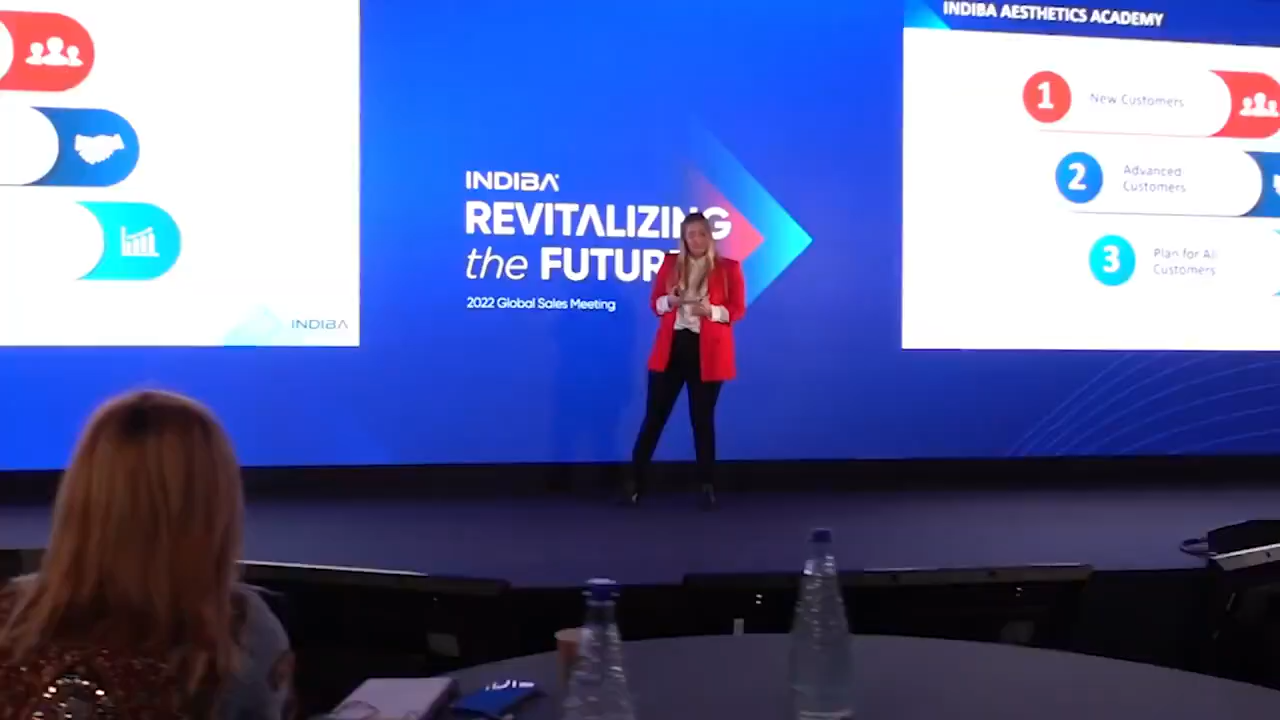 INDIBA
INDIBA
REVITALIZING
the FUTUR
2022 Global Sales Meeting
INDIBA AESTHETICS ACADEMY
1 New Customers
2 Advanced
Customers
3 Plan for All
Customers